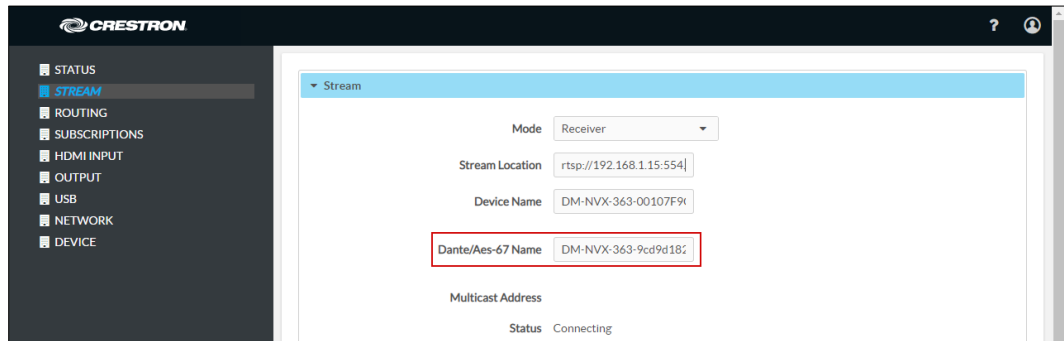 CRESTRON
?
STATUS
STREAM
ROUTING
SUBSCRIPTIONS
HDMI INPUT
OUTPUT
USB
NETWORK
DEVICE
Stream
Mode Receiver
Stream Location rtsp://192.168.1.15:554
Device Name DM-NVX-363-00107F9(
Dante/Aes-67 Name DM-NVX-363-9cd9d182
Multicast Address
Status Connecting